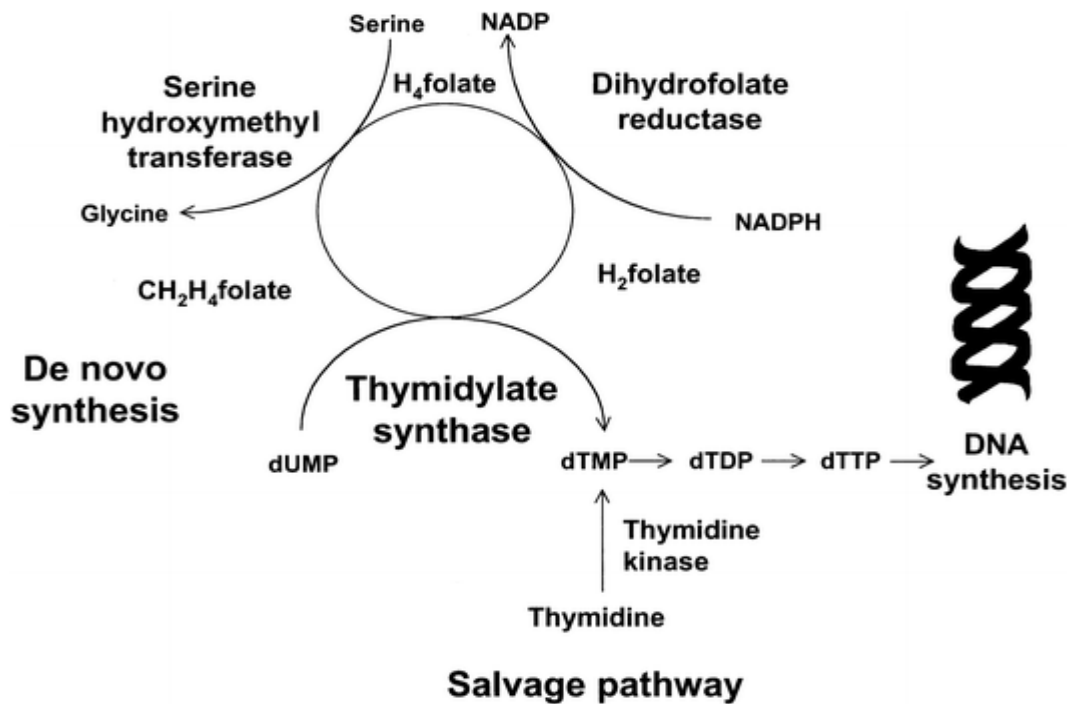 Serine
NADP
H₄folate
Serine
hydroxymethyl
transferase
Dihydrofolate
reductase
Glycine
NADPH
CH₂H₄folate
H₂folate
De novo
synthesis
Thymidylate
synthase
dUMP
dTMP
dTDP
dTTP
DNA
synthesis
Thymidine
kinase
Thymidine
Salvage pathway